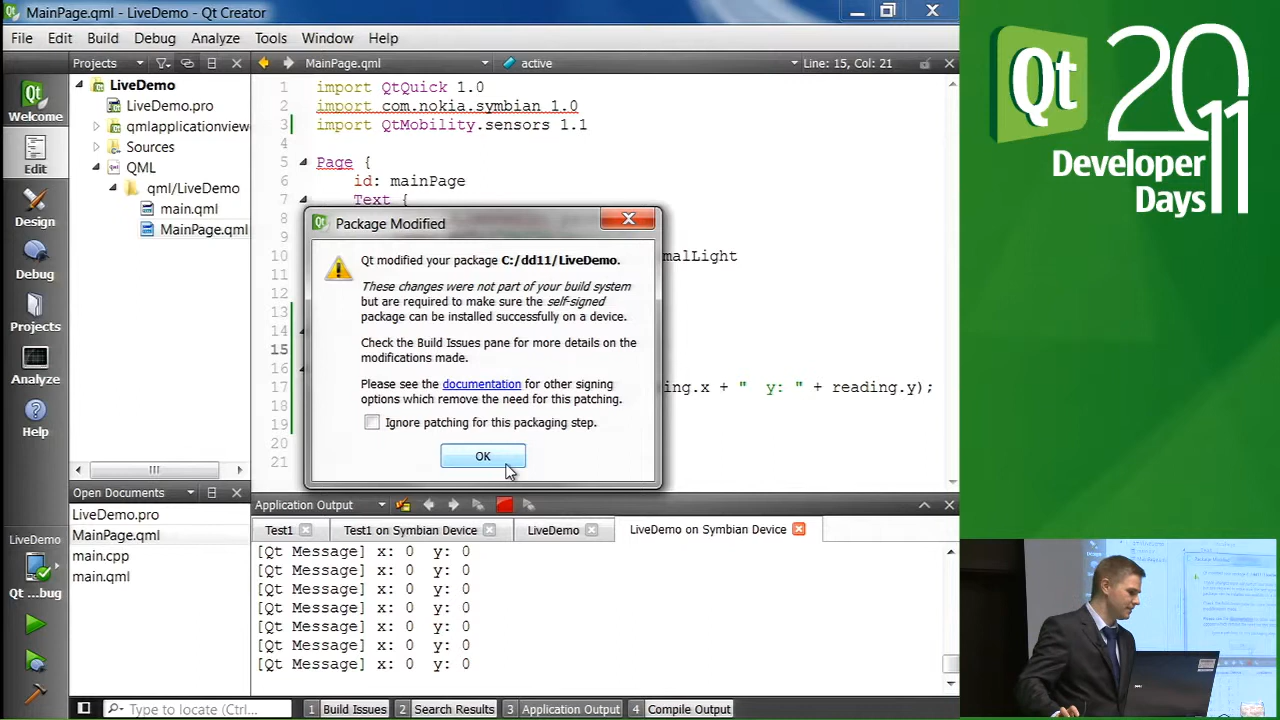 MainPage.qml - LiveDemo - Qt Creator
File Edit Build Debug Analyze Tools Window Help
Projects
MainPage.qml
active
Line: 15, Col: 21
Welcome
Edit
Design
Debug
Projects
Analyze
Help
LiveDemo
Qt ...bug
LiveDemo
LiveDemo.pro
qmlapplicationview
Sources
QML
qml/LiveDemo
main.qml
MainPage.qml
Open Documents
LiveDemo.pro
MainPage.qml
main.cpp
main.qml
1 import QtQuick 1.0
2 import com.nokia.symbian 1.0
3 import QtMobility.sensors 1.1
4
5 Page {
6 id: mainPage
7 Text {
8
9
10 malLight
11
12
13
14
15
16
17 ing.x + " y: " + reading.y);
18
19
20
21
Package Modified
Qt modified your package C:/dd11/LiveDemo.
These changes were not part of your build system
but are required to make sure the self-signed
package can be installed successfully on a device.
Check the Build Issues pane for more details on the
modifications made.
Please see the documentation for other signing
options which remove the need for this patching.
Ignore patching for this packaging step.
OK
Application Output
Test1 Test1 on Symbian Device LiveDemo LiveDemo on Symbian Device
[Qt Message] x: 0 y: 0
[Qt Message] x: 0 y: 0
[Qt Message] x: 0 y: 0
[Qt Message] x: 0 y: 0
[Qt Message] x: 0 y: 0
[Qt Message] x: 0 y: 0
[Qt Message] x: 0 y: 0
Type to locate (Ctrl... 1 Build Issues 2 Search Results 3 Application Output 4 Compile Output
Qt
2011
Developer
Days